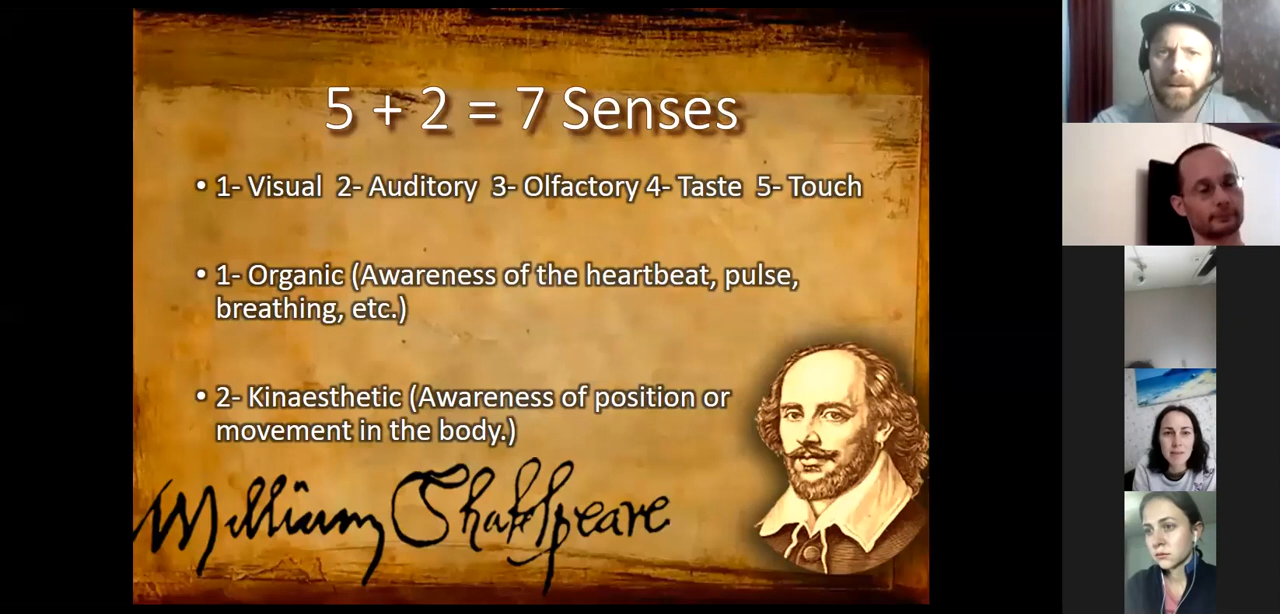 5 + 2 = 7 Senses
• 1- Visual 2- Auditory 3- Olfactory 4- Taste 5- Touch
• 1- Organic (Awareness of the heartbeat, pulse,
breathing, etc.)
• 2- Kinaesthetic (Awareness of position or
movement in the body.)
William Shakspeare